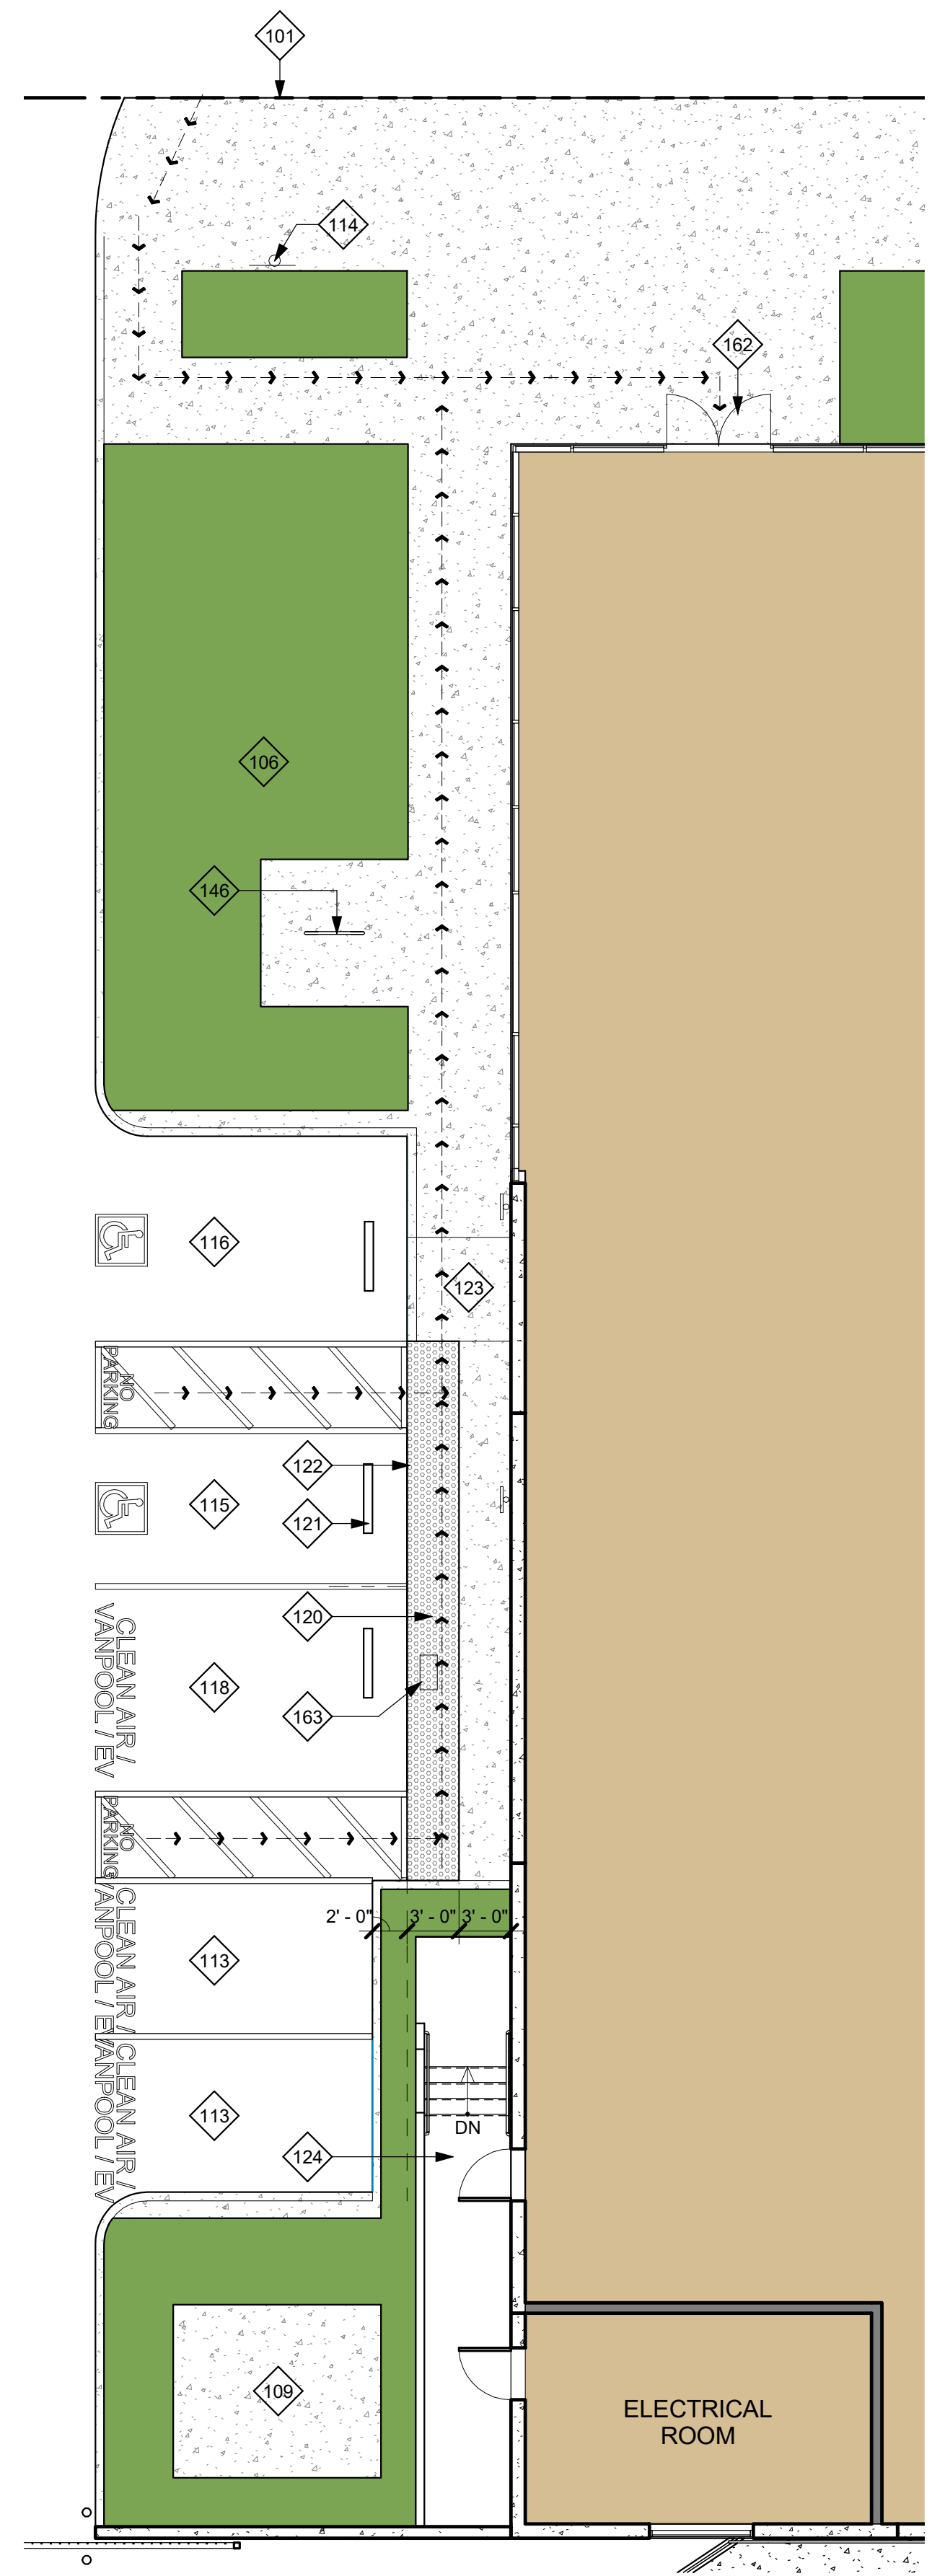 101
114
162
106
146
116
123
NO
PARKING
122
115
121
120
CLEAN AIR /
VANPOOL / EV
118
163
NO
PARKING
2' - 0"
3' - 0"
3' - 0"
CLEAN AIR /
VANPOOL / EV
113
CLEAN AIR /
VANPOOL / EV
113
DN
124
109
ELECTRICAL
ROOM